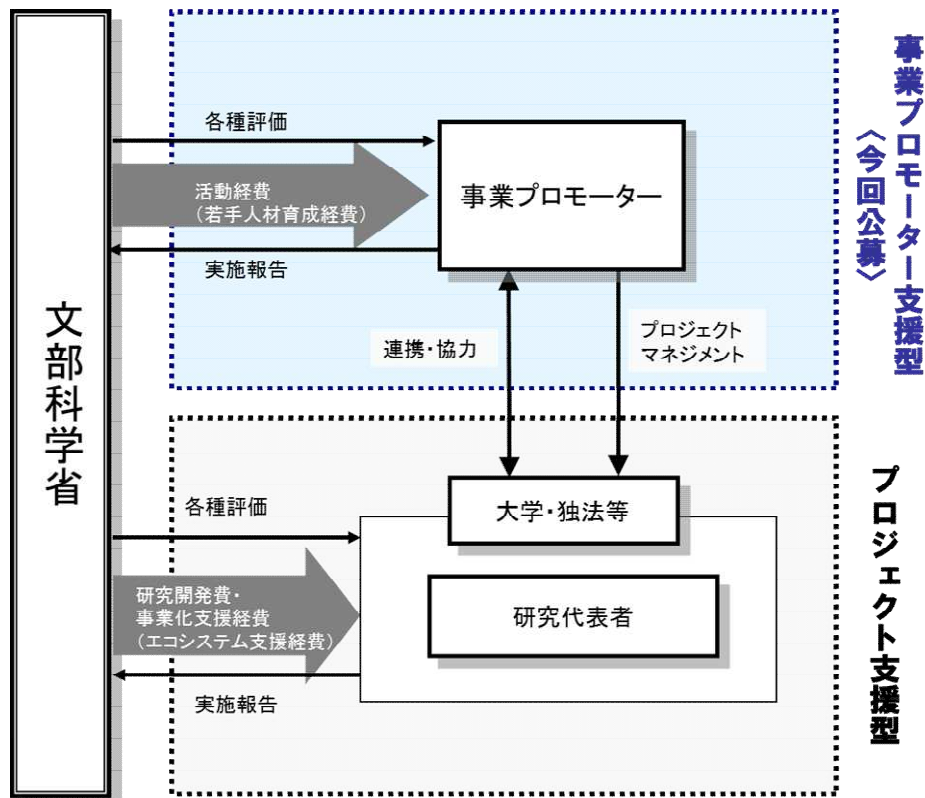 文部科学省
各種評価
活動経費
（若手人材育成経費）
実施報告
事業プロモーター
連携・協力
プロジェクト
マネジメント
事業プロモーター支援型
〈今回公募〉
各種評価
研究開発費・
事業化支援経費
（エコシステム支援経費）
実施報告
大学・独法等
研究代表者
プロジェクト支援型